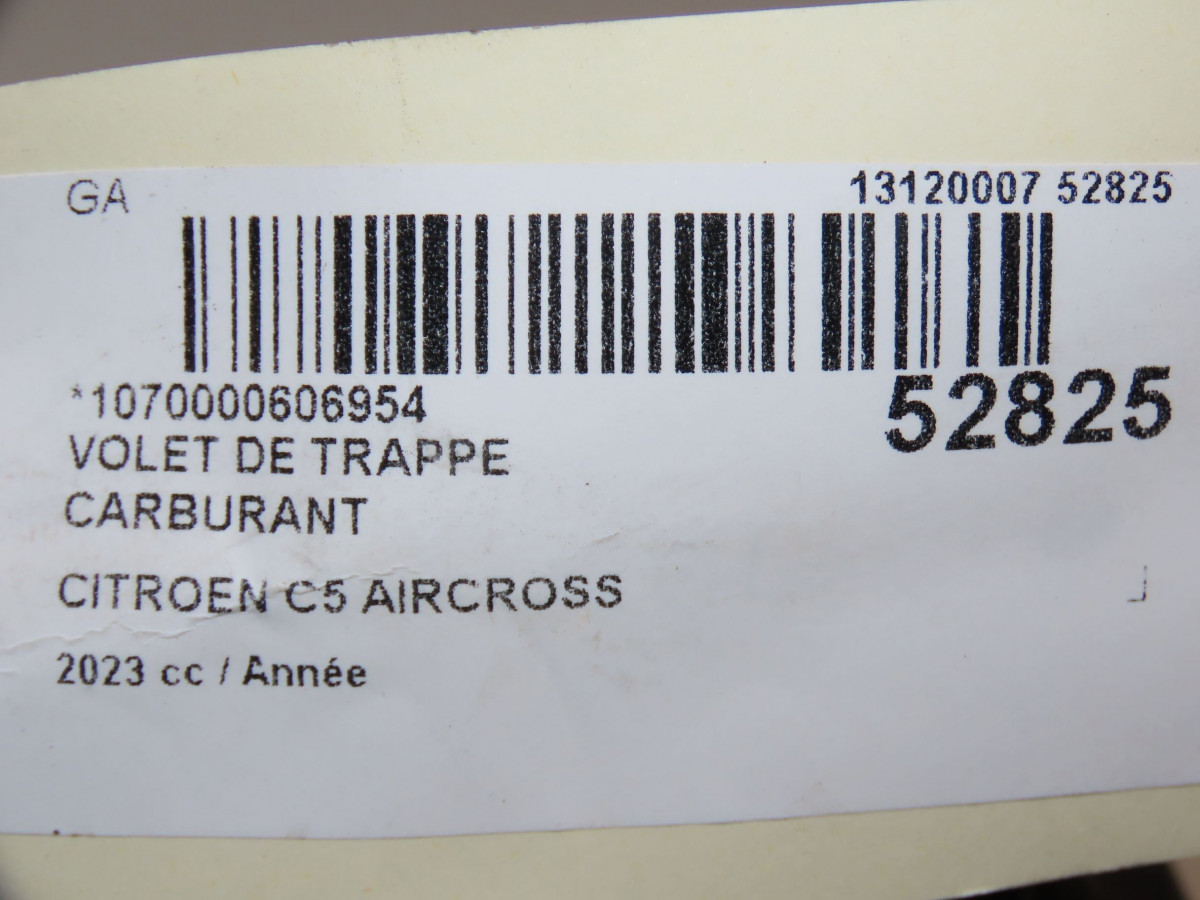 GA
13120007 52825
*1070000606954
52825
VOLET DE TRAPPE
CARBURANT
CITROEN C5 AIRCROSS
2023 cc / Année